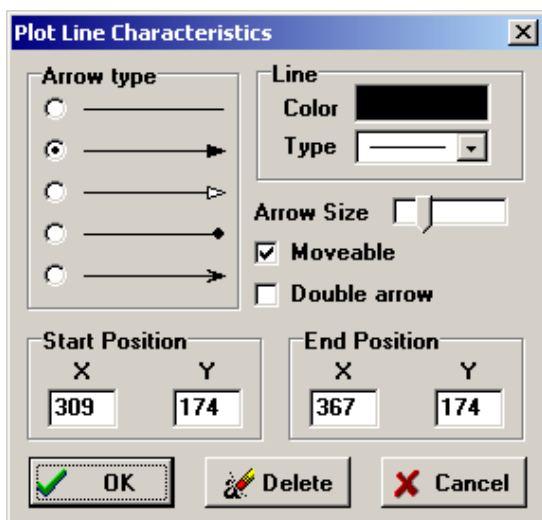 Plot Line Characteristics
Arrow type
Line
Color
Type
Arrow Size
Moveable
Double arrow
Start Position
X Y
309 174
End Position
X Y
367 174
OK Delete Cancel